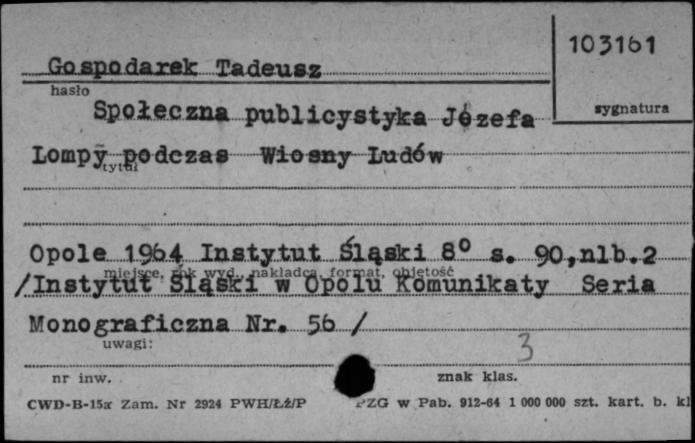 103161
Gospodarek Tadeusz
hasło
sygnatura
Społeczna publicystyka Józefa
Lompy podczas Wiosny Ludów
tytuł
Opole 1964 Instytut Śląski 8° s. 90,nlb.2
miejsce, rok wyd., nakładca, format, objętość
/Instytut Śląski w Opolu Komunikaty Seria
Monograficzna Nr. 56 /
uwagi:
3
nr inw.
znak klas.
CWD-B-15a Zam. Nr 2924 PWH/Łź/P PZG w Pab. 912-64 1 000 000 szt. kart. b. kl